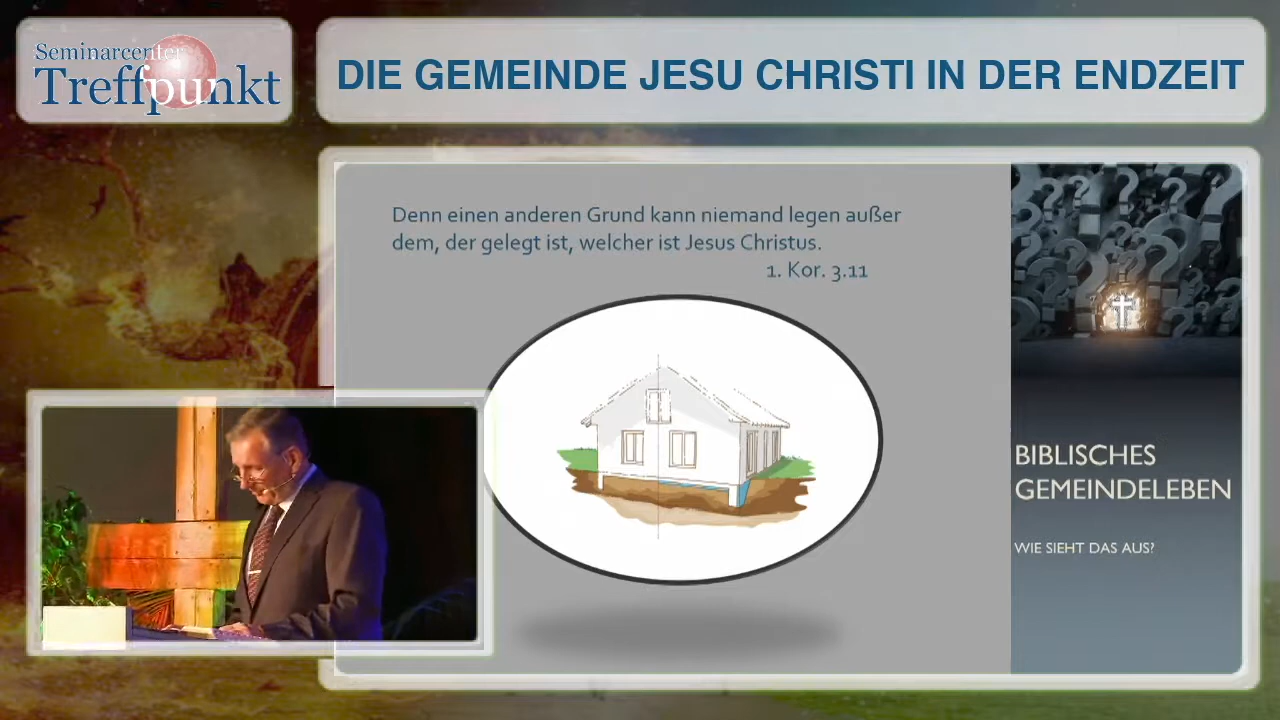 Seminarcenter
Treffpunkt
DIE GEMEINDE JESU CHRISTI IN DER ENDZEIT
Denn einen anderen Grund kann niemand legen außer
dem, der gelegt ist, welcher ist Jesus Christus.
1. Kor. 3.11
BIBLISCHES
GEMEINDELEBEN
WIE SIEHT DAS AUS?